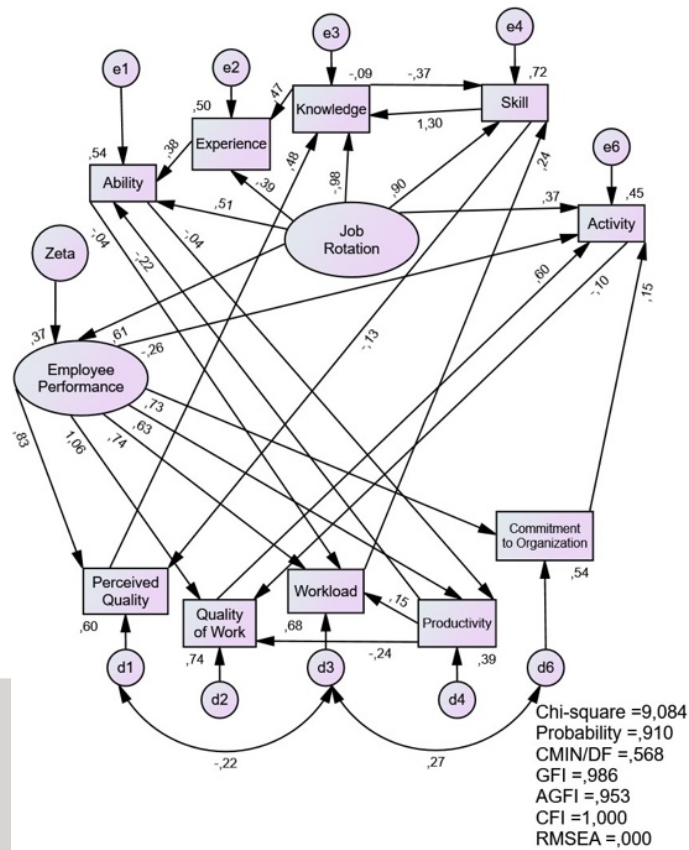 e3
e4
e1
e2
-,09
-,37
,72
,47
,50
Knowledge
Skill
1,30
Experience
,38
e6
,54
,48
,24
Ability
,39
-,98
,90
,45
,51
,37
Activity
Job
Rotation
-,04
-,04
-,22
Zeta
,60
-,10
,15
,37
,61
-,26
-,13
Employee
Performance
,73
,63
,83
1,06
,74
Commitment
to Organization
,54
Perceived
Quality
Workload
,15
Quality
of Work
Productivity
,60
,68
,74
-,24
,39
d1
d2
d3
d4
d6
-,22
,27
Chi-square =9,084
Probability =,910
CMIN/DF =,568
GFI =,986
AGFI =,953
CFI =1,000
RMSEA =,000